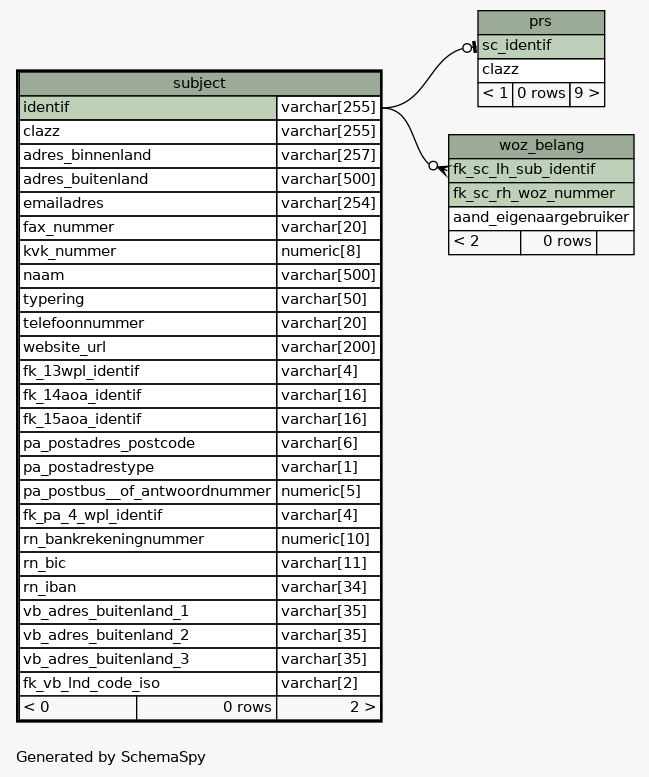 prs
sc_identif
clazz
< 1 0 rows 9 >
subject
identif varchar[255]
clazz varchar[255]
adres_binnenland varchar[257]
adres_buitenland varchar[500]
emailadres varchar[254]
fax_nummer varchar[20]
kvk_nummer numeric[8]
naam varchar[500]
typering varchar[50]
telefoonnummer varchar[20]
website_url varchar[200]
fk_13wpl_identif varchar[4]
fk_14aoa_identif varchar[16]
fk_15aoa_identif varchar[16]
pa_postadres_postcode varchar[6]
pa_postadrestype varchar[1]
pa_postbus__of_antwoordnummer numeric[5]
fk_pa_4_wpl_identif varchar[4]
rn_bankrekeningnummer numeric[10]
rn_bic varchar[11]
rn_iban varchar[34]
vb_adres_buitenland_1 varchar[35]
vb_adres_buitenland_2 varchar[35]
vb_adres_buitenland_3 varchar[35]
fk_vb_lnd_code_iso varchar[2]
< 0 0 rows 2 >
woz_belang
fk_sc_lh_sub_identif
fk_sc_rh_woz_nummer
aand_eigenaargebruiker
< 2 0 rows
Generated by SchemaSpy